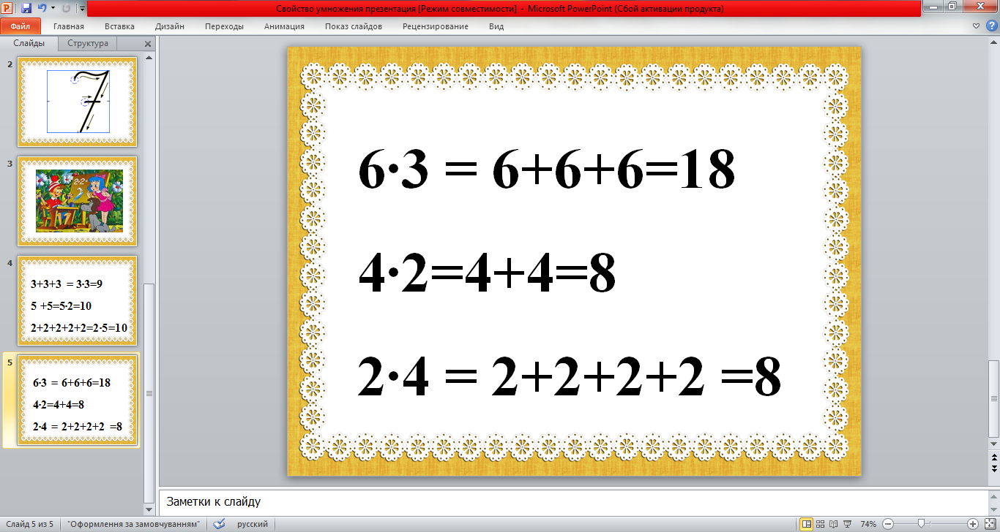 Свойство умножения презентация [Режим совместимости] - Microsoft PowerPoint (Сбой активации продукта)
Файл Главная Вставка Дизайн Переходы Анимация Показ слайдов Рецензирование Вид
Слайды Структура
2
7
3
2·2=
4
3+3+3 = 3·3=9
5 +5=5·2=10
2+2+2+2+2=2·5=10
5
6·3 = 6+6+6=18
4·2=4+4=8
2·4 = 2+2+2+2 =8
6·3 = 6+6+6=18
4·2=4+4=8
2·4 = 2+2+2+2 =8
Заметки к слайду
Слайд 5 из 5 "Оформлення за замовчуванням" русский 74%